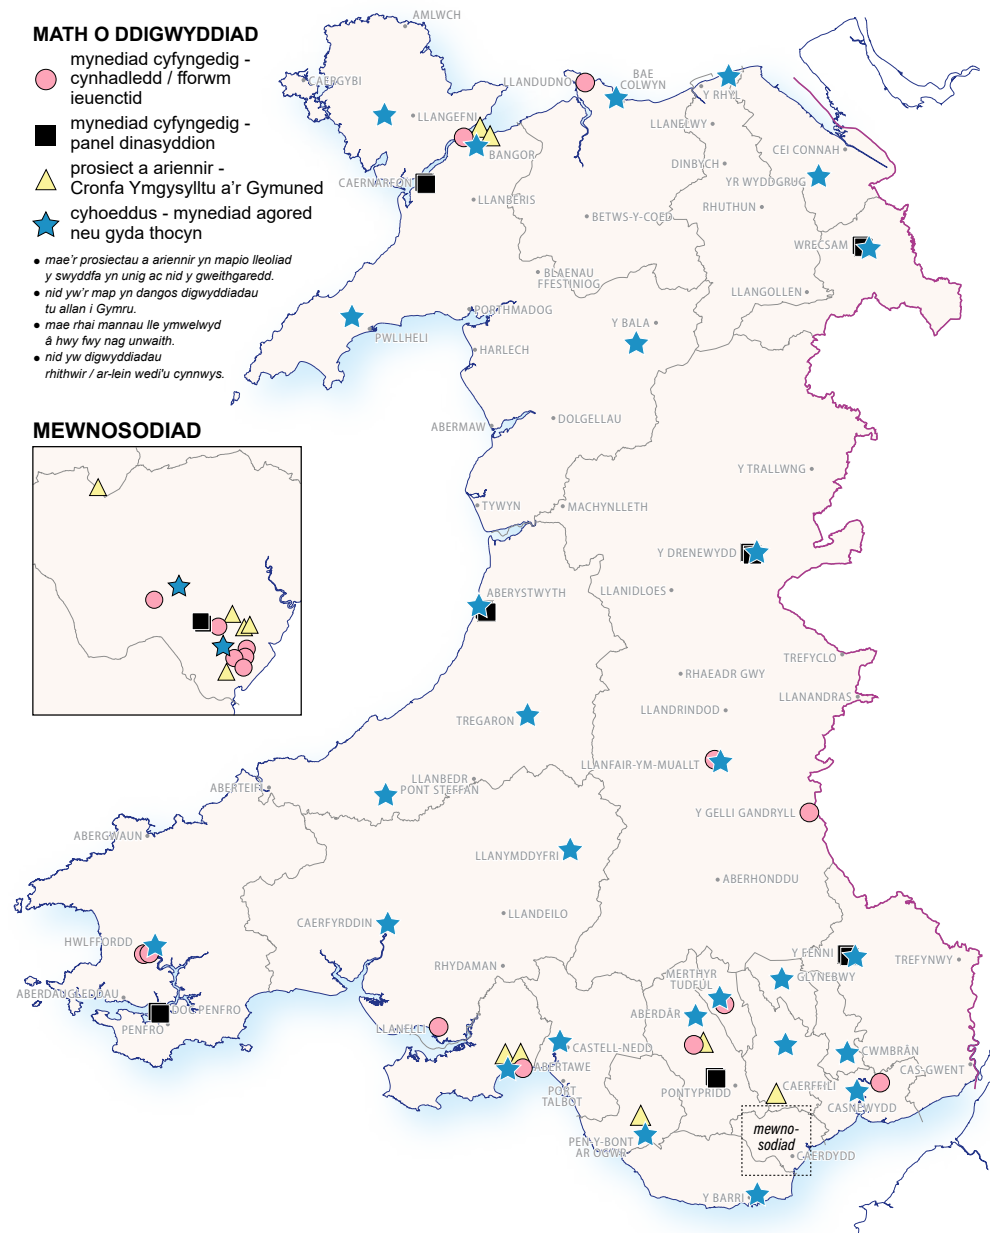 MATH O DDIGWYDDIAD
mynediad cyfyngedig -
cynhadledd / fforwm
ieuenctid
mynediad cyfyngedig -
panel dinasyddion
prosiect a ariennir -
Cronfa Ymgysylltu a’r Gymuned
cyhoeddus - mynediad agored
neu gyda thocyn
● mae’r prosiectau a ariennir yn mapio lleoliad
y swyddfa yn unig ac nid y gweithgaredd.
● nid yw’r map yn dangos digwyddiadau
tu allan i Gymru.
● mae rhai mannau lle ymwelwyd
â hwy fwy nag unwaith.
● nid yw digwyddiadau
rhithwir / ar-lein wedi'u cynnwys.
MEWNOSODIAD
AMLWCH
CAERGYBI
LLANGEFNI
LLANDUDNO
BAE
COLWYN
Y RHYL
LLANELWY
BANGOR
DINBYCH
CEI CONNAH
YR WYDDGRUG
CAERNARFON
LLANBERIS
BETWS-Y-COED
RHUTHUN
WRECSAM
BLAENAU
FFESTINIOG
LLANGOLLEN
PORTHMADOG
Y BALA
PWLLHELI
HARLECH
ABERMAW
DOLGELLAU
Y TRALLWNG
TYWYN
MACHYNLLETH
Y DRENEWYDD
ABERYSTWYTH
LLANIDLOES
TREFYCLO
RHAEADR GWY
LLANANDRAS
LLANDRINDOD
TREGARON
LLANFAIR-YM-MUALLT
ABERTEIFI
LLANBEDR
PONT STEFFAN
Y GELLI GANDRYLL
ABERGWAUN
LLANYMDDYFRI
ABERHONDDU
CAERFYRDDIN
LLANDEILO
HWLFFORDD
Y FENNI
TREFYNWY
RHYDAMAN
MERTHYR
TUDFUL
GLYNEBWY
ABERDAUGLEDDAU
DOC PENFRO
PENFRO
ABERDÂR
LLANELLI
CASTELL-NEDD
CWMBRÂN
ABERTAWE
CAS-GWENT
PORT
TALBOT
PONTYPRIDD
CAERFFILI
CASNEWYDD
mewno-
sodiad
PEN-Y-BONT
AR OGWR
CAERDYDD
Y BARRI